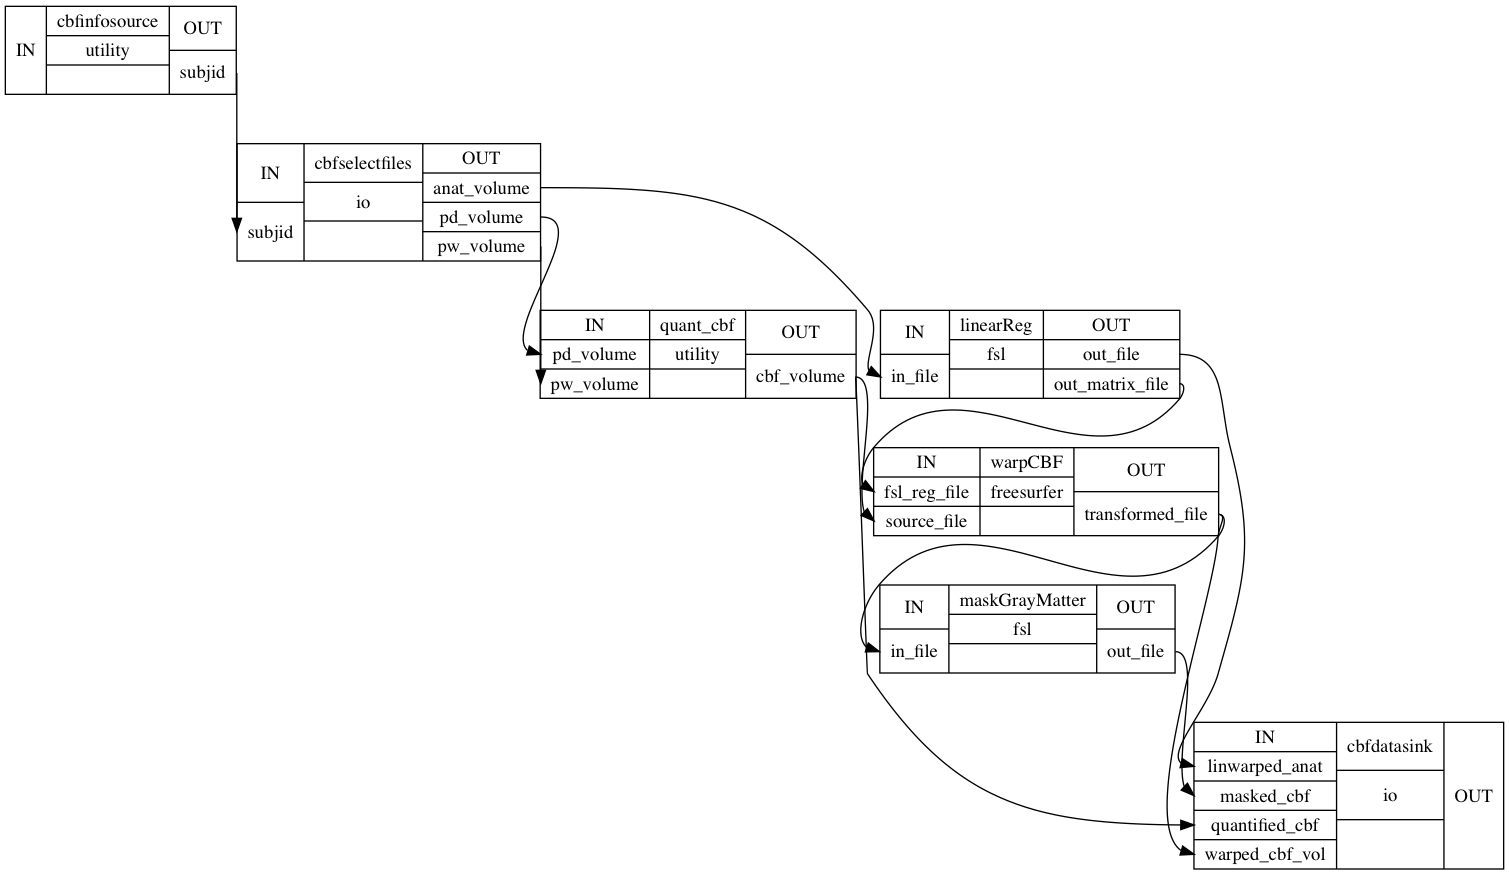 IN
cbfinfosource
utility
OUT
subjid
IN
subjid
cbfselectfiles
io
OUT
anat_volume
pd_volume
pw_volume
IN
pd_volume
pw_volume
quant_cbf
utility
OUT
cbf_volume
IN
in_file
linearReg
fsl
OUT
out_file
out_matrix_file
IN
fsl_reg_file
source_file
warpCBF
freesurfer
OUT
transformed_file
IN
in_file
maskGrayMatter
fsl
OUT
out_file
IN
linwarped_anat
masked_cbf
quantified_cbf
warped_cbf_vol
cbfdatasink
io
OUT